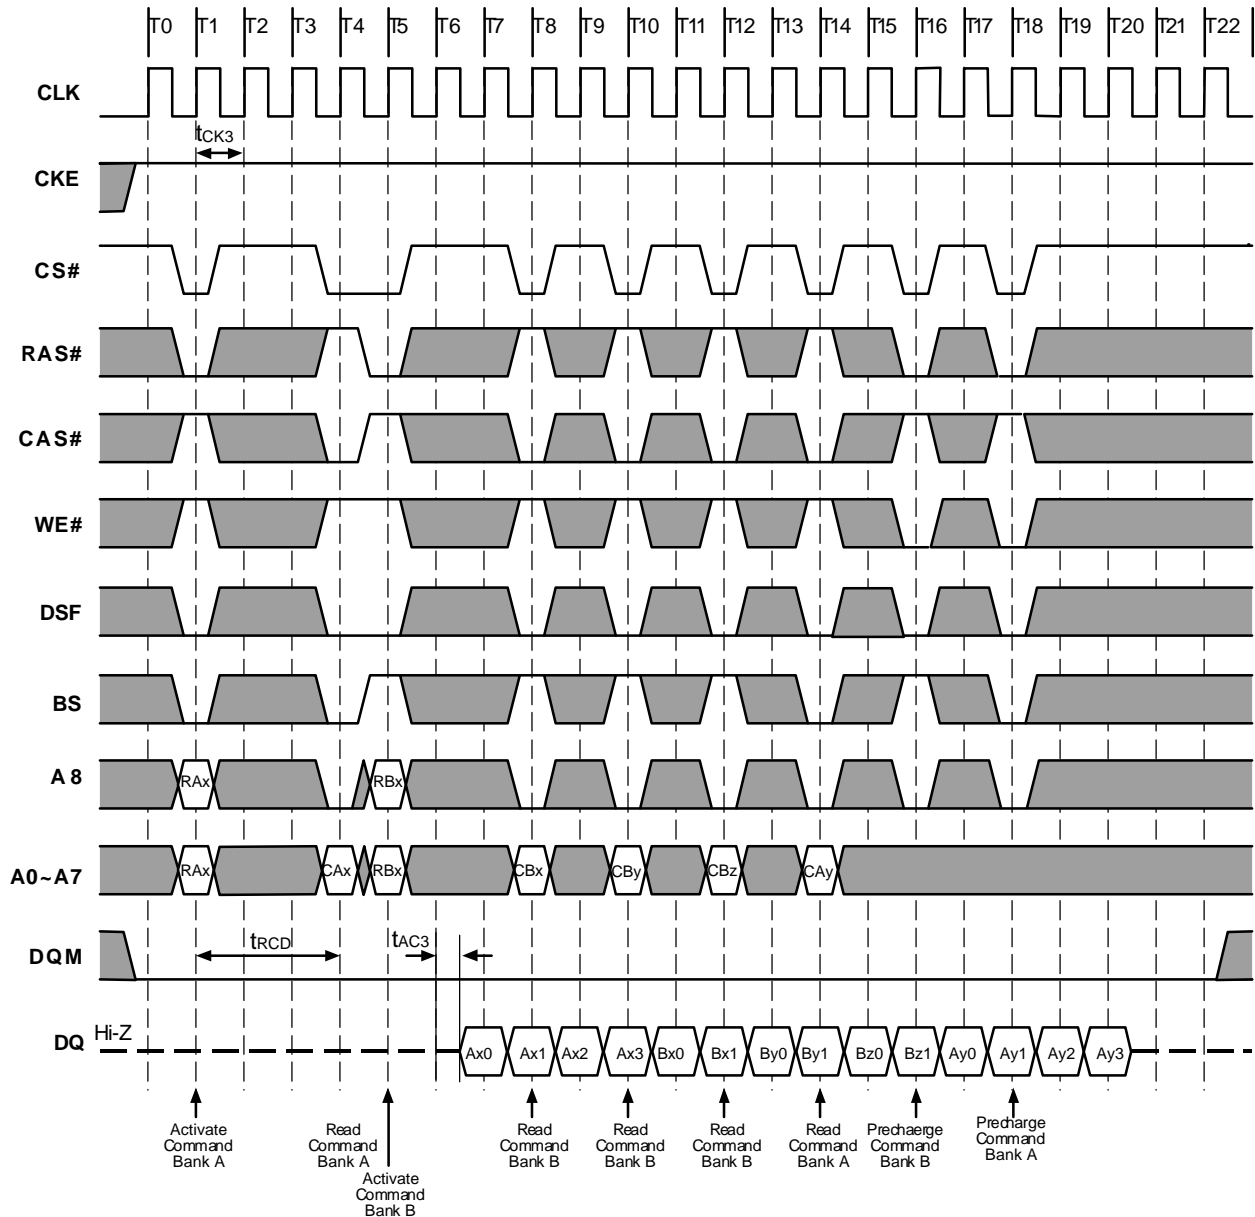 T0 T1 T2 T3 T4 T5 T6 T7 T8 T9 T10 T11 T12 T13 T14 T15 T16 T17 T18 T19 T20 T21 T22
CLK
tCK3
CKE
CS#
RAS#
CAS#
WE#
DSF
BS
A8 RAx RBx
A0~A7 RAx CAx RBx CBx CBy CBz CAy
DQM tRCD tAC3
Hi-Z
DQ Ax0 Ax1 Ax2 Ax3 Bx0 Bx1 By0 By1 Bz0 Bz1 Ay0 Ay1 Ay2 Ay3
Activate
Command
Bank A
Read
Command
Bank A
Activate
Command
Bank B
Read
Command
Bank B
Read
Command
Bank B
Read
Command
Bank B
Read
Command
Bank A
Prechaerge
Command
Bank B
Precharge
Command
Bank A